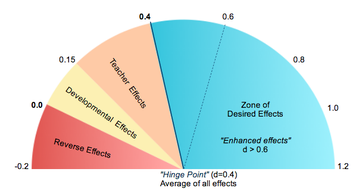 0.4
0.6
0.15
0.8
Teacher Effects
0.0
Developmental Effects
Zone of
Desired Effects
1.0
Reverse Effects
"Enhanced effects"
d > 0.6
-0.2
"Hinge Point" (d=0.4)
1.2
Average of all effects